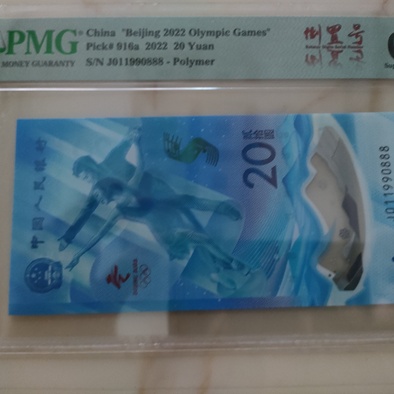 PMG
MONEY GUARANTY
China "Beijing 2022 Olympic Games"
Pick# 916a 2022 20 Yuan
S/N J011990888 - Polymer
中国人民银行
贰拾圆
20
J011990888